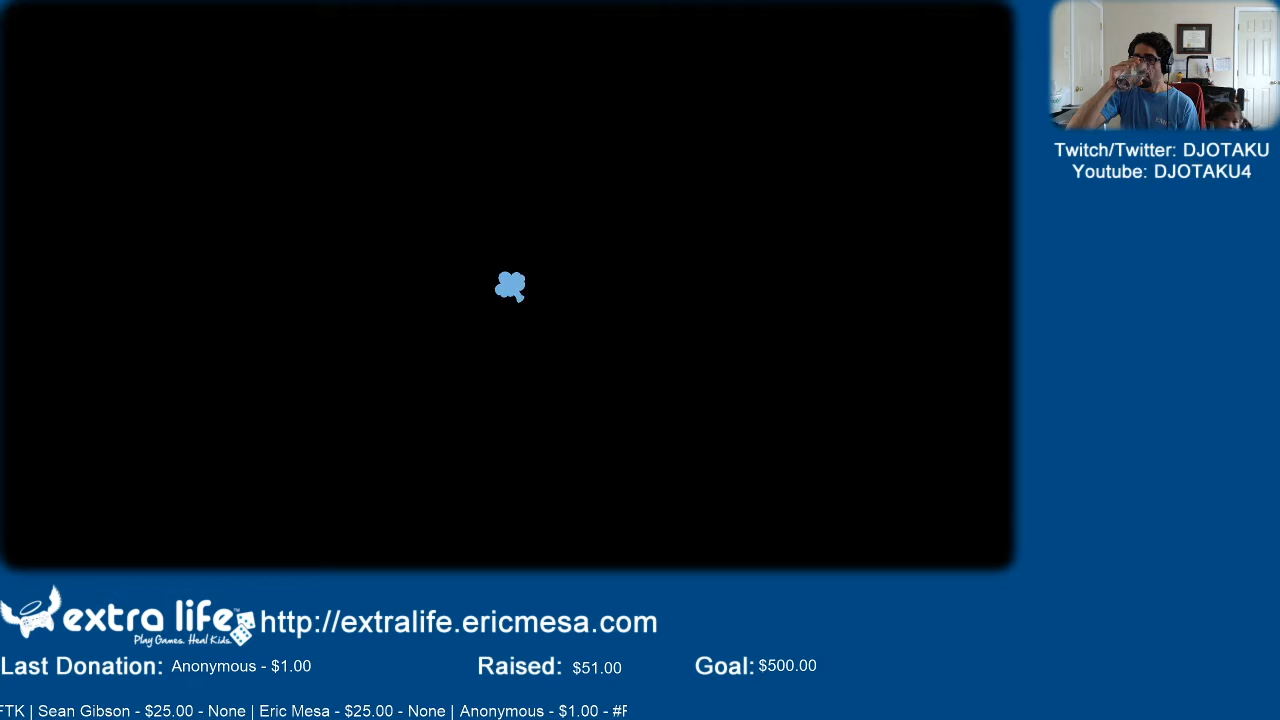 Twitch/Twitter: DJOTAKU
Youtube: DJOTAKU4
extra life
Play Games. Heal Kids.
http://extralife.ericmesa.com
Last Donation: Anonymous - $1.00 Raised: $51.00 Goal: $500.00
FTK | Sean Gibson - $25.00 - None | Eric Mesa - $25.00 - None | Anonymous - $1.00 - #F